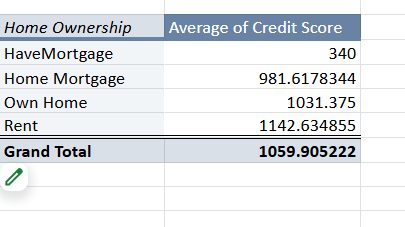 Home Ownership Average of Credit Score
HaveMortgage 340
Home Mortgage 981.6178344
Own Home 1031.375
Rent 1142.634855
Grand Total 1059.905222